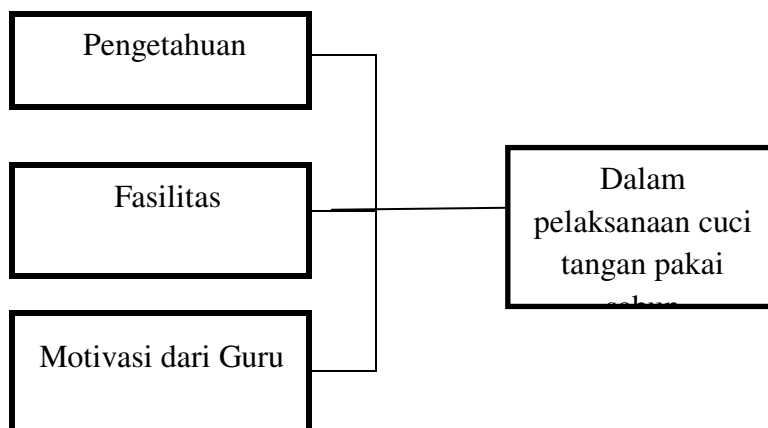 Pengetahuan
Fasilitas
Motivasi dari Guru
Dalam
pelaksanaan cuci
tangan pakai